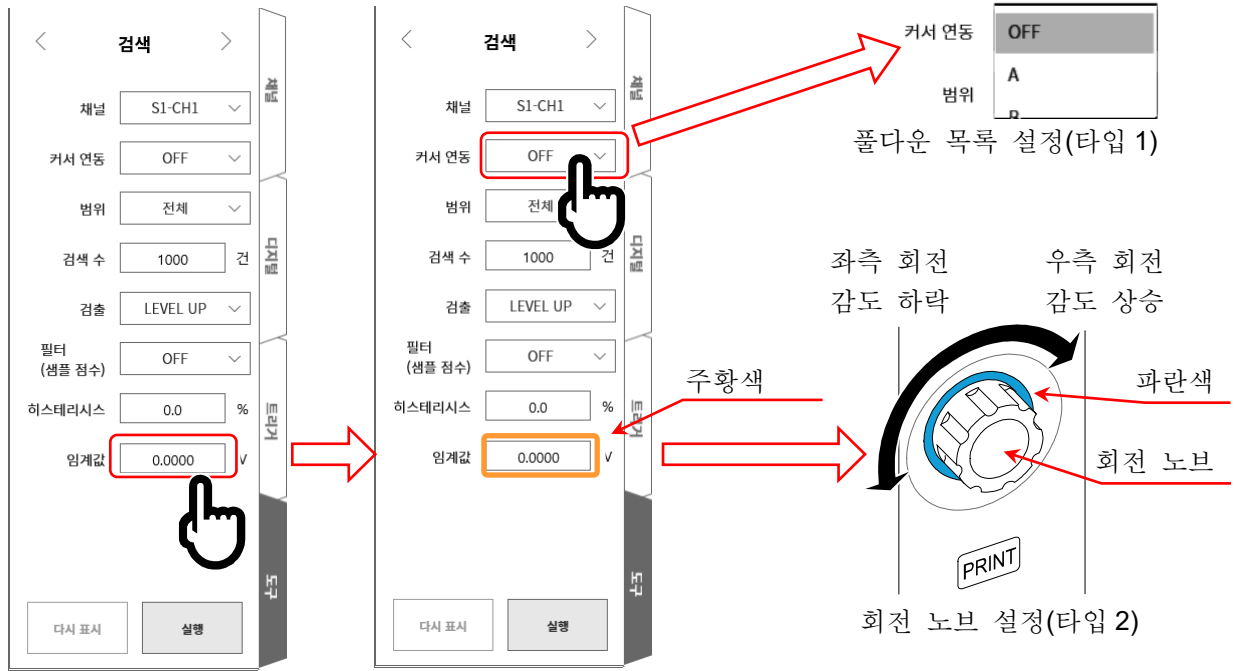 검색
채널 S1-CH1
커서 연동 OFF
범위 전체
검색 수 1000 건
검출 LEVEL UP
필터
(샘플 점수) OFF
히스테리시스 0.0 %
임계값 0.0000 V
다시 표시 실행
채널
디지털
트리거
도구
검색
채널 S1-CH1
커서 연동 OFF
범위 전체
검색 수 1000 건
검출 LEVEL UP
필터
(샘플 점수) OFF
히스테리시스 0.0 %
임계값 0.0000 V
다시 표시 실행
채널
디지털
트리거
도구
주황색
커서 연동 OFF
A
범위
풀다운 목록 설정(타입 1)
좌측 회전
감도 하락
우측 회전
감도 상승
파란색
회전 노브
PRINT
회전 노브 설정(타입 2)